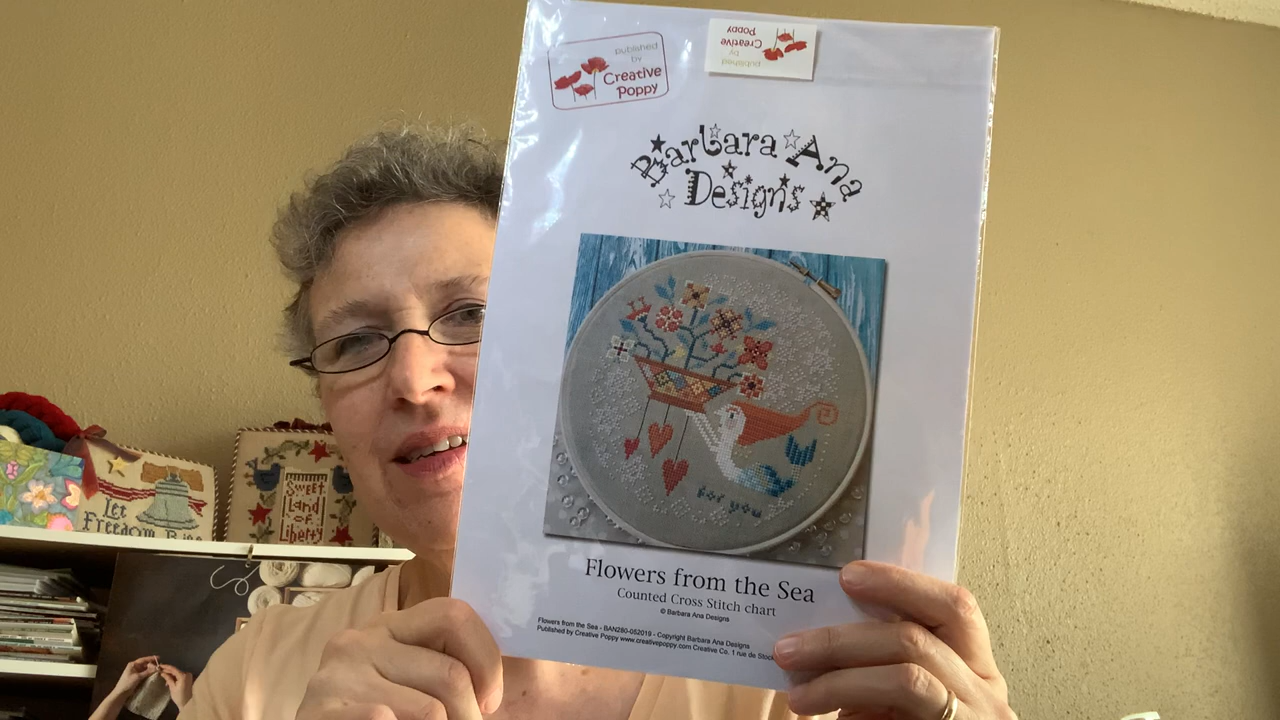 published
by
Creative
Poppy
published
by
Creative
Poppy
Barbara Ana
Designs
for you
Flowers from the Sea
Counted Cross Stitch chart
© Barbara Ana Designs
Flowers from the Sea - BAN280-052019 - Copyright Barbara Ana Designs
Published by Creative Poppy www.creativepoppy.com Creative Co. 1 rue de Stock
Let
Freedom Ring
Sweet
Land
of
Liberty